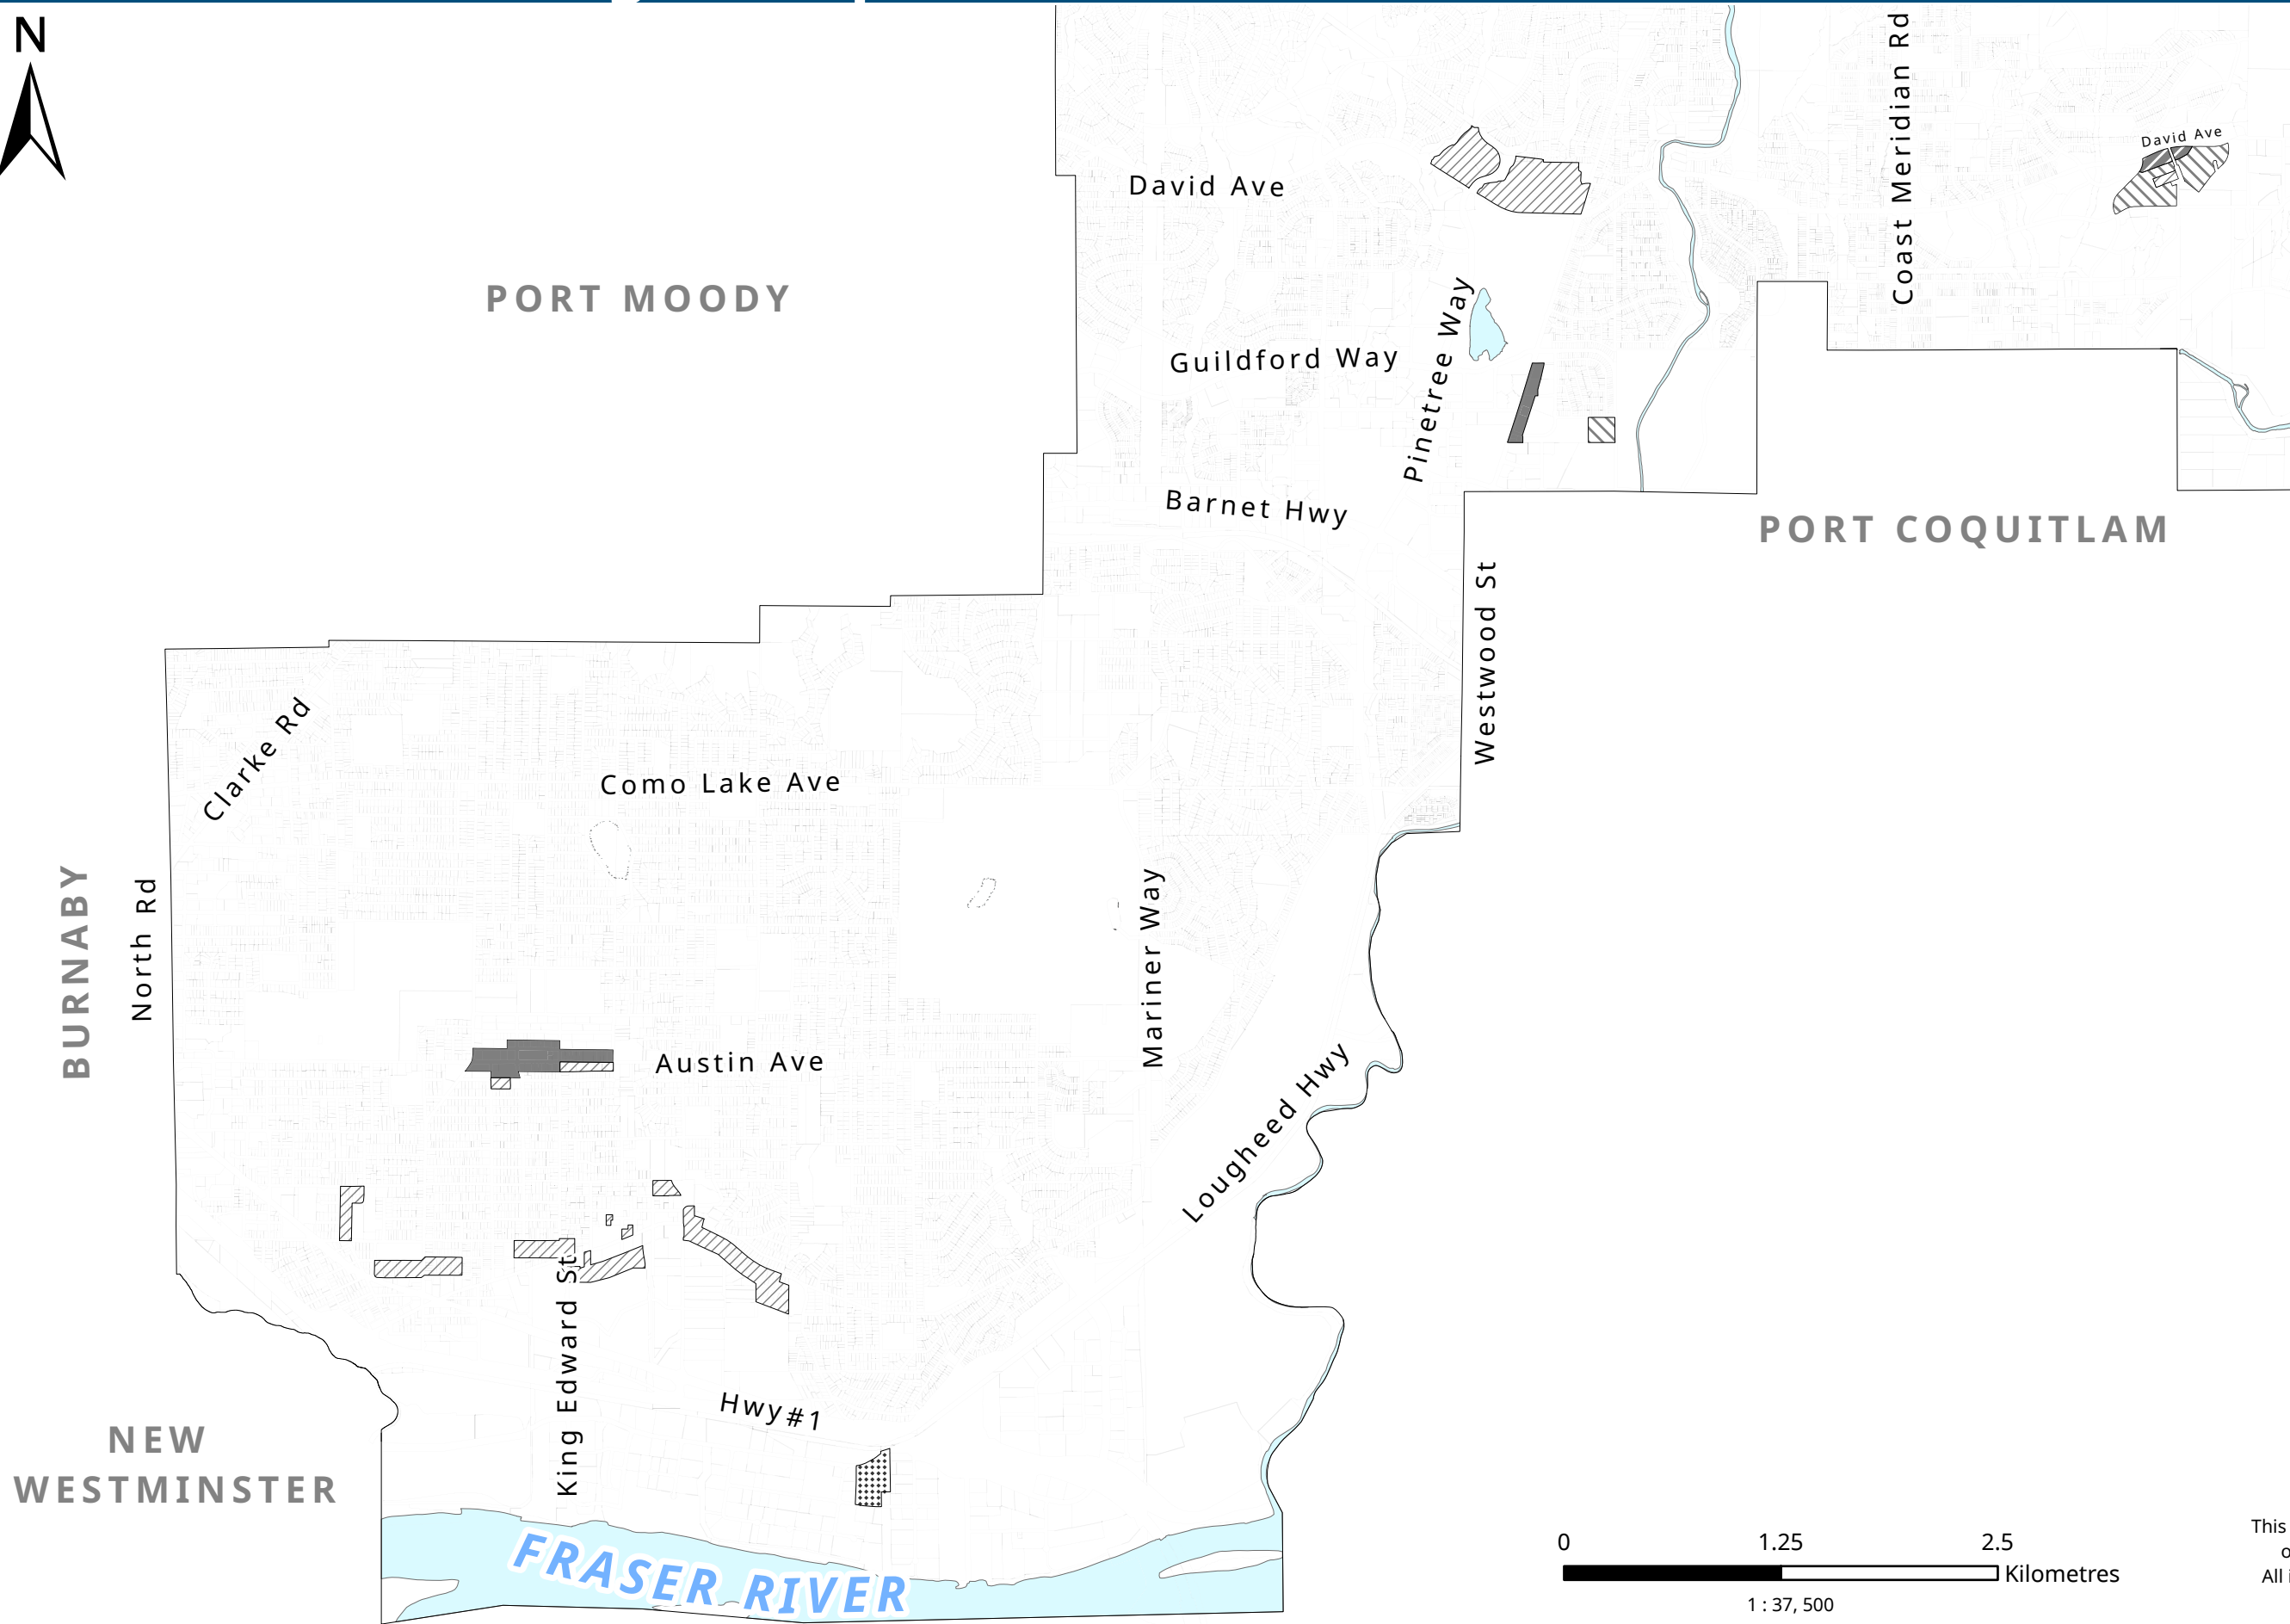 N
Coast Meridian Rd
David Ave
David Ave
PORT MOODY
Pinetree Way
Guildford Way
Barnet Hwy
PORT COQUITLAM
Westwood St
Clarke Rd
Como Lake Ave
BURNABY
North Rd
Mariner Way
Austin Ave
Lougheed Hwy
King Edward St
Hwy#1
NEW
WESTMINSTER
FRASER RIVER
0 1.25 2.5
Kilometres
1 : 37, 500
This
All